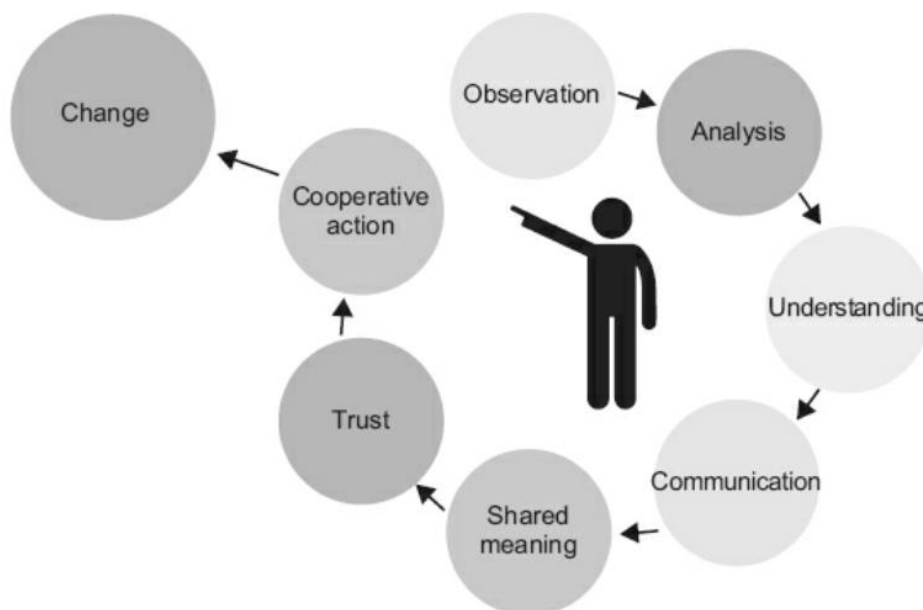 Observation
Analysis
Understanding
Communication
Shared
meaning
Trust
Cooperative
action
Change